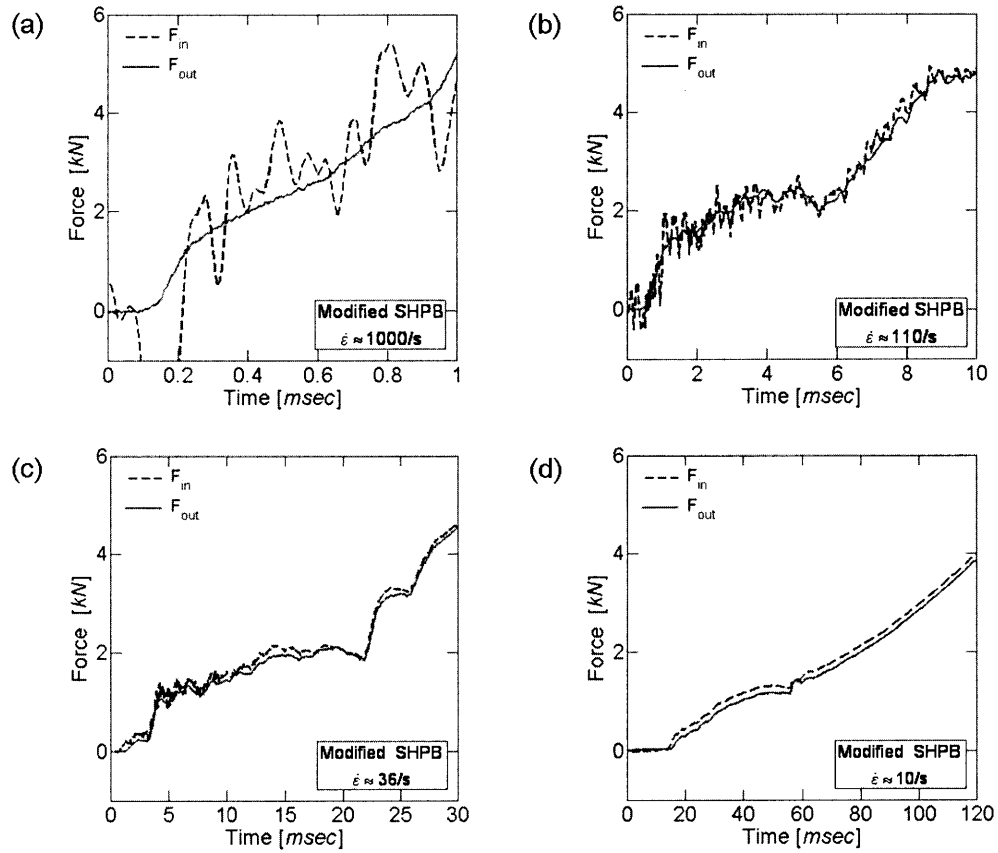 (a)
6
4
2
0
Force [kN]
F_in
F_out
Modified SHPB
ε̇ ≈ 1000/s
0 0.2 0.4 0.6 0.8 1
Time [msec]
(b)
6
4
2
0
Force [kN]
F_in
F_out
Modified SHPB
ε̇ ≈ 110/s
0 2 4 6 8 10
Time [msec]
(c)
6
4
2
0
Force [kN]
F_in
F_out
Modified SHPB
ε̇ ≈ 36/s
0 5 10 15 20 25 30
Time [msec]
(d)
6
4
2
0
Force [kN]
F_in
F_out
Modified SHPB
ε̇ ≈ 10/s
0 20 40 60 80 100 120
Time [msec]